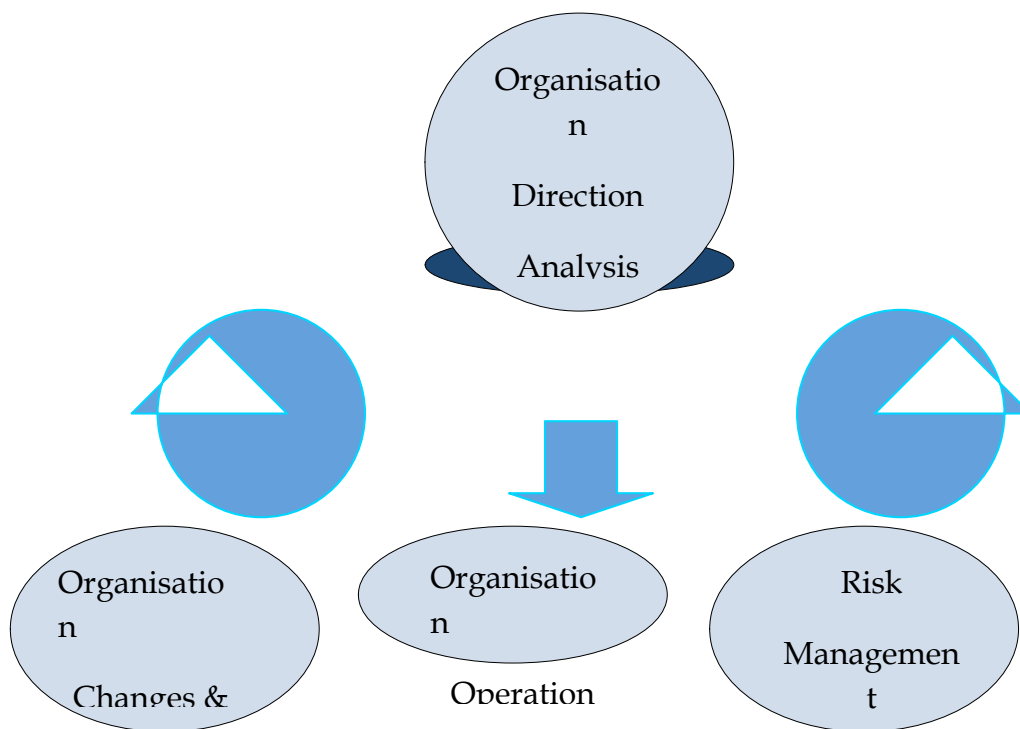 Organisatio
n
Direction
Analysis
Organisatio
n
Changes &
Organisatio
n
Operation
Risk
Managemen
t